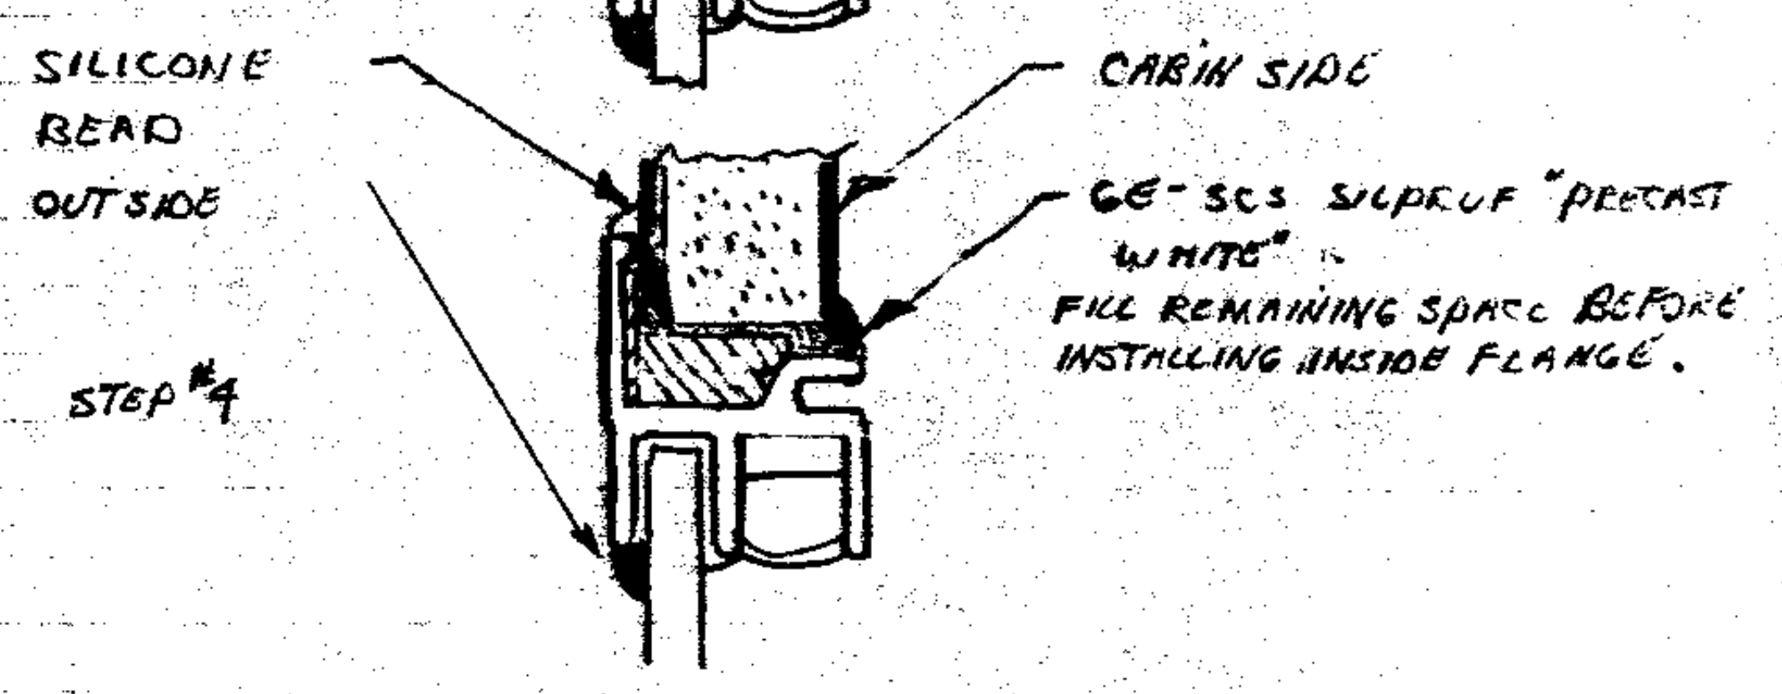 SILICONE
BEAD
OUTSIDE
STEP #4
CABIN SIDE
GE-SCS SILPRUF "PRECAST
WHITE"
FILL REMAINING SPACE BEFORE
INSTALLING INSIDE FLANGE.